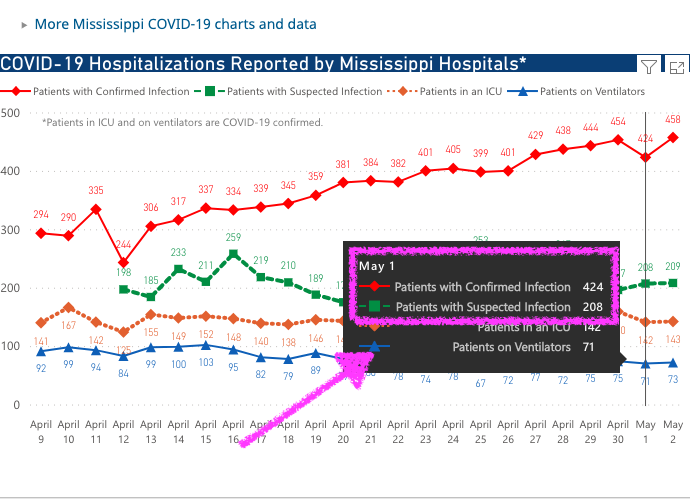 ▸ More Mississippi COVID-19 charts and data
COVID-19 Hospitalizations Reported by Mississippi Hospitals*
Patients with Confirmed Infection Patients with Suspected Infection Patients in an ICU Patients on Ventilators
*Patients in ICU and on ventilators are COVID-19 confirmed.
500
400
300
200
100
0
294 290 335 244 306 317 337 334 339 345 359 381 384 382 401 405 399 401 429 438 444 454 424 458
198 185 233 211 259 219 210 189 208 209
141 167 142 125 155 149 152 148 140 138 146 162 143
92 99 94 84 99 100 103 95 82 79 89 78 74 78 67 72 77 72 75 75 71 73
May 1
Patients with Confirmed Infection 424
Patients with Suspected Infection 208
Patients in an ICU 142
Patients on Ventilators 71
April April April April April April April April April April April April April April April April April April April April April April May May
9 10 11 12 13 14 15 16 17 18 19 20 21 22 23 24 25 26 27 28 29 30 1 2